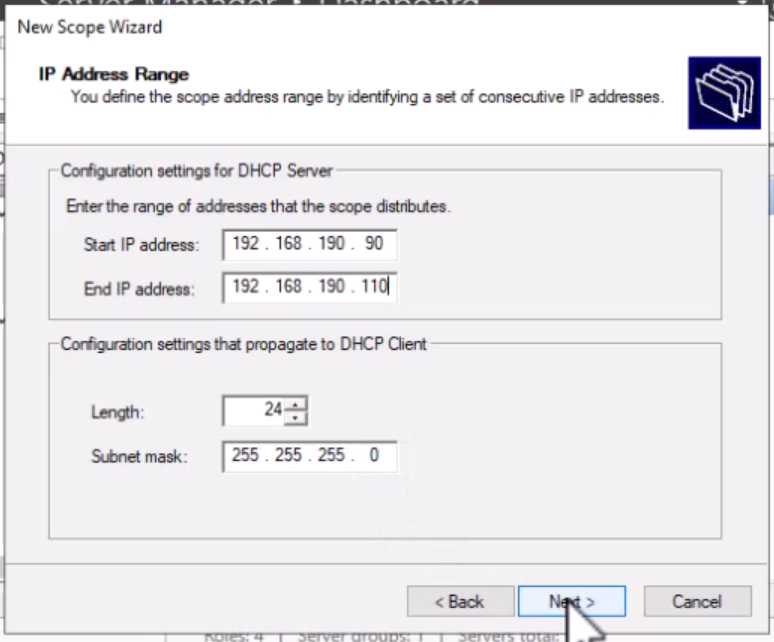 Server Manager Dashboard
New Scope Wizard
IP Address Range
You define the scope address range by identifying a set of consecutive IP addresses.
Configuration settings for DHCP Server
Enter the range of addresses that the scope distributes.
Start IP address: 192 . 168 . 190 . 90
End IP address: 192 . 168 . 190 . 110
Configuration settings that propagate to DHCP Client
Length: 24
Subnet mask: 255 . 255 . 255 . 0
< Back Next > Cancel
Roles: 4 | Server groups: 1 | Servers total: